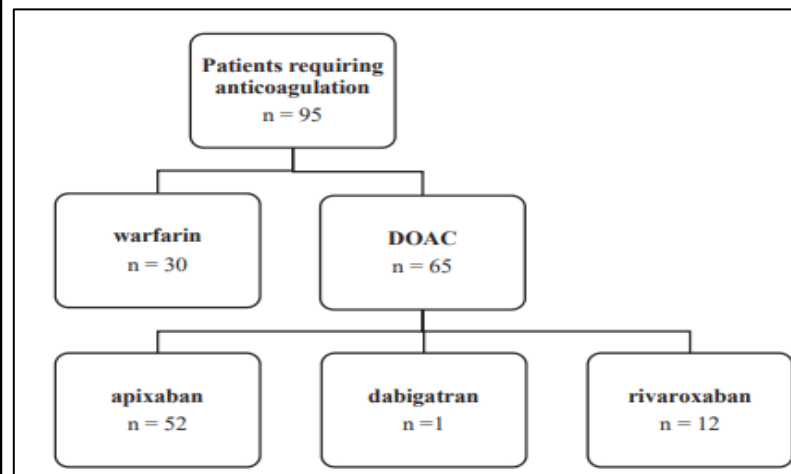 Patients requiring
anticoagulation
n = 95
warfarin
n = 30
DOAC
n = 65
apixaban
n = 52
dabigatran
n =1
rivaroxaban
n = 12